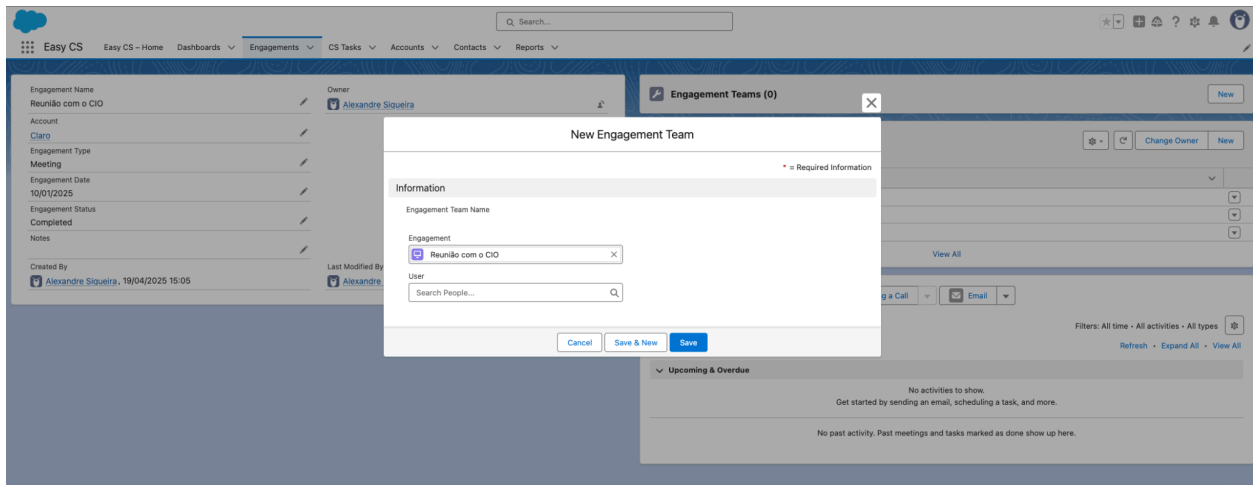 Search...
Easy CS
Easy CS – Home
Dashboards
Engagements
CS Tasks
Accounts
Contacts
Reports
Engagement Name
Reunião com o CIO
Owner
Alexandre Siqueira
Account
Claro
Engagement Type
Meeting
Engagement Date
10/01/2025
Engagement Status
Completed
Notes
Created By
Alexandre Siqueira, 19/04/2025 15:05
Last Modified By
Alexandre
Engagement Teams (0)
New
Change Owner
New
View All
New Engagement Team
* = Required Information
Information
Engagement Team Name
Engagement
Reunião com o CIO
User
Search People...
Cancel
Save & New
Save
g a Call
Email
Filters: All time • All activities • All types
Refresh • Expand All • View All
Upcoming & Overdue
No activities to show.
Get started by sending an email, scheduling a task, and more.
No past activity. Past meetings and tasks marked as done show up here.